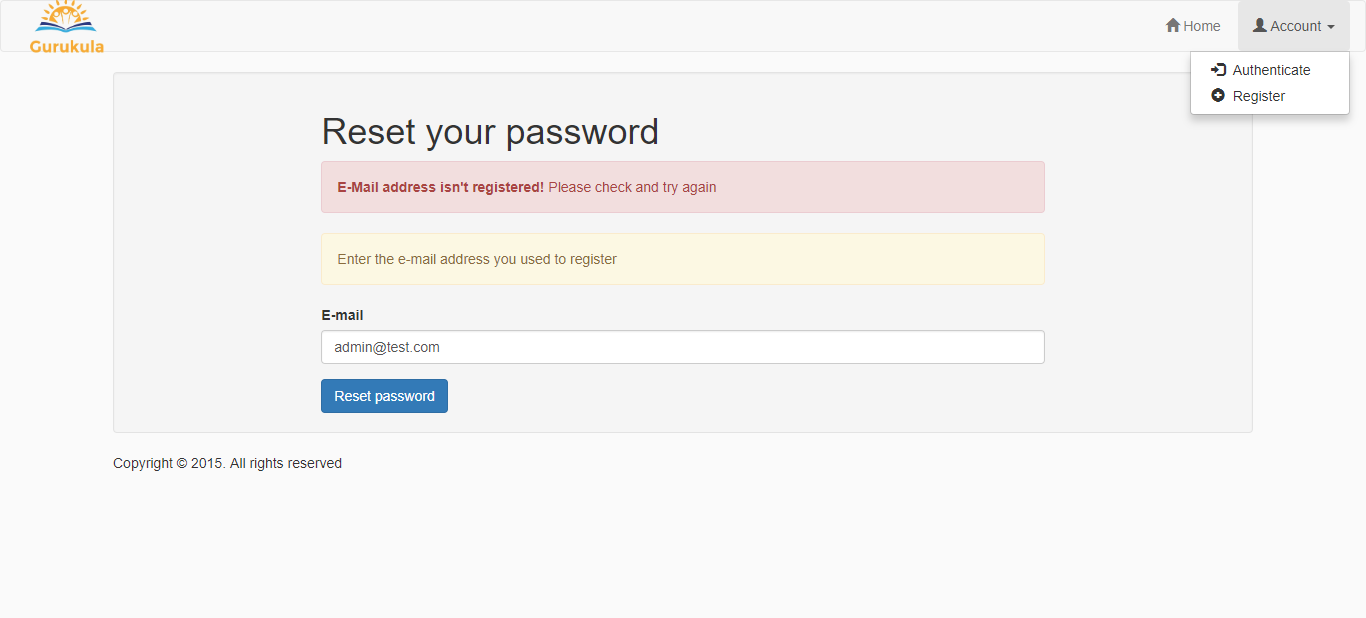 Gurukula
Home
Account
Authenticate
Register
Reset your password
E-Mail address isn't registered! Please check and try again
Enter the e-mail address you used to register
E-mail
admin@test.com
Reset password
Copyright © 2015. All rights reserved